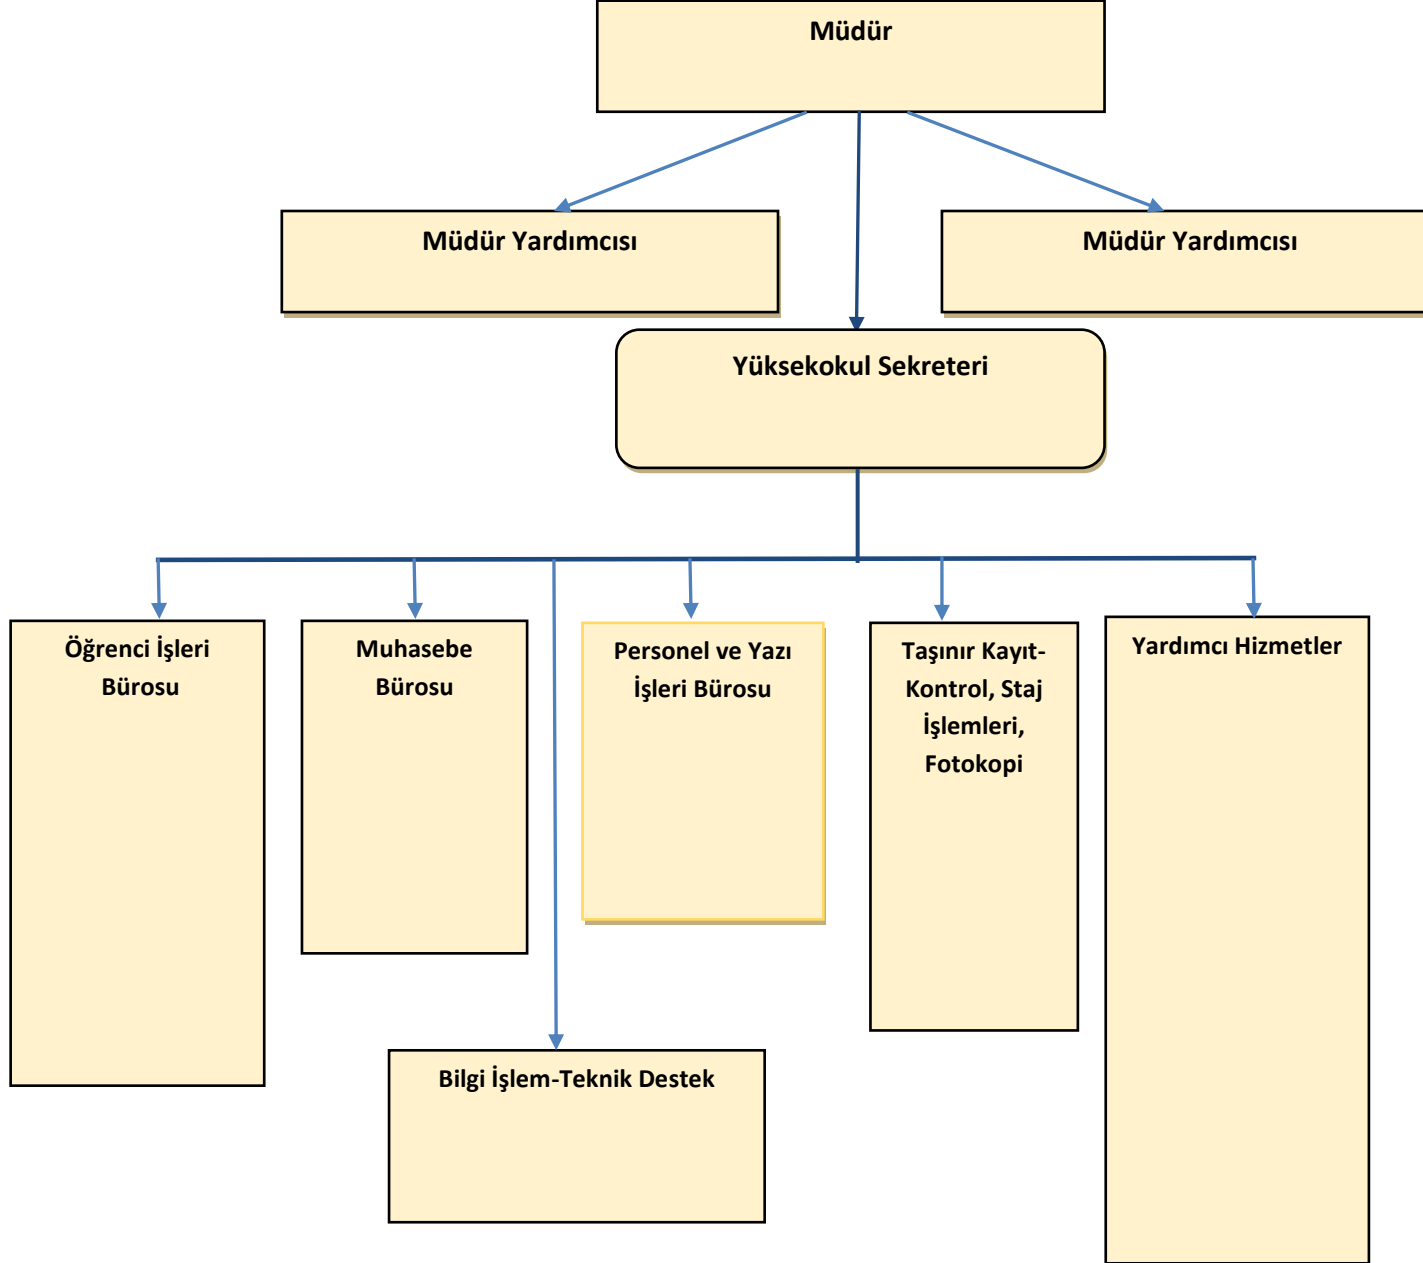 Müdür
Müdür Yardımcısı
Müdür Yardımcısı
Yüksekokul Sekreteri
Öğrenci İşleri
Bürosu
Muhasebe
Bürosu
Personel ve Yazı
İşleri Bürosu
Taşınır Kayıt-
Kontrol, Staj
İşlemleri,
Fotokopi
Yardımcı Hizmetler
Bilgi İşlem-Teknik Destek